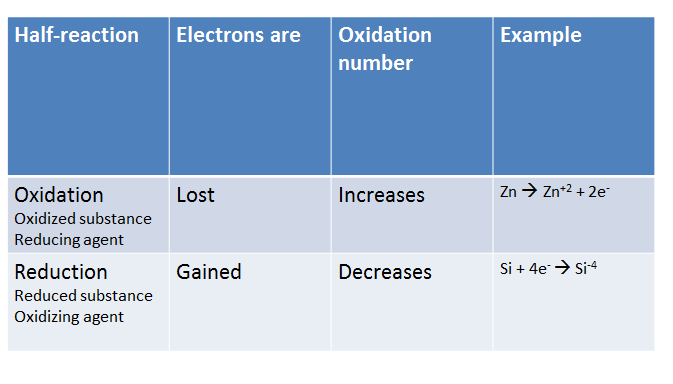 Half-reaction Electrons are Oxidation number Example
Oxidation Lost Increases Zn → Zn⁺² + 2e⁻
Oxidized substance
Reducing agent
Reduction Gained Decreases Si + 4e⁻ → Si⁻⁴
Reduced substance
Oxidizing agent